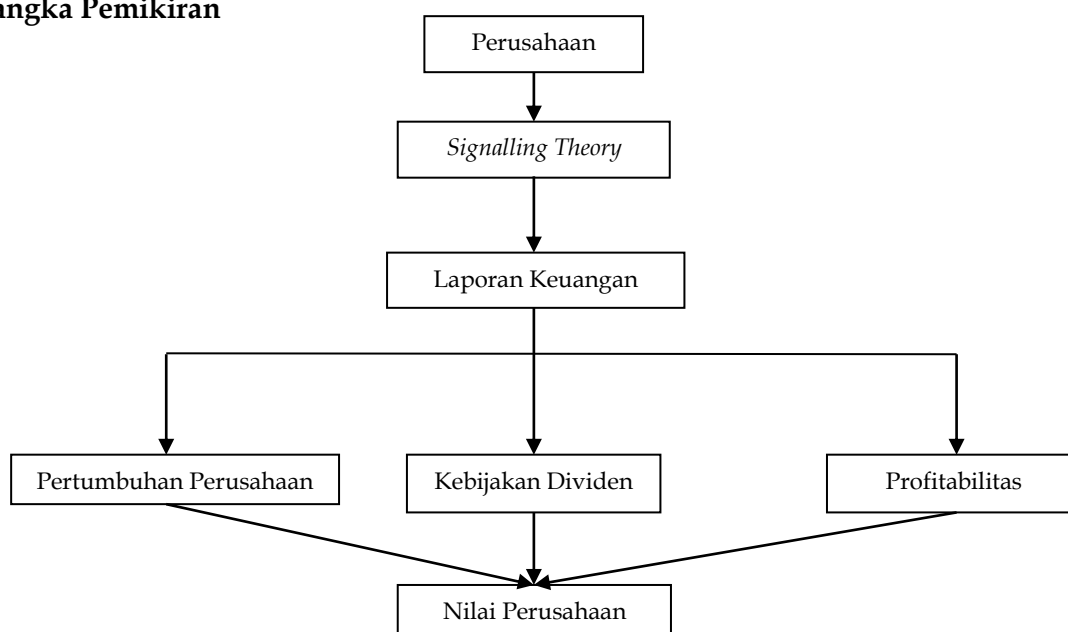 angka Pemikiran
Perusahaan
Signalling Theory
Laporan Keuangan
Pertumbuhan Perusahaan
Kebijakan Dividen
Profitabilitas
Nilai Perusahaan